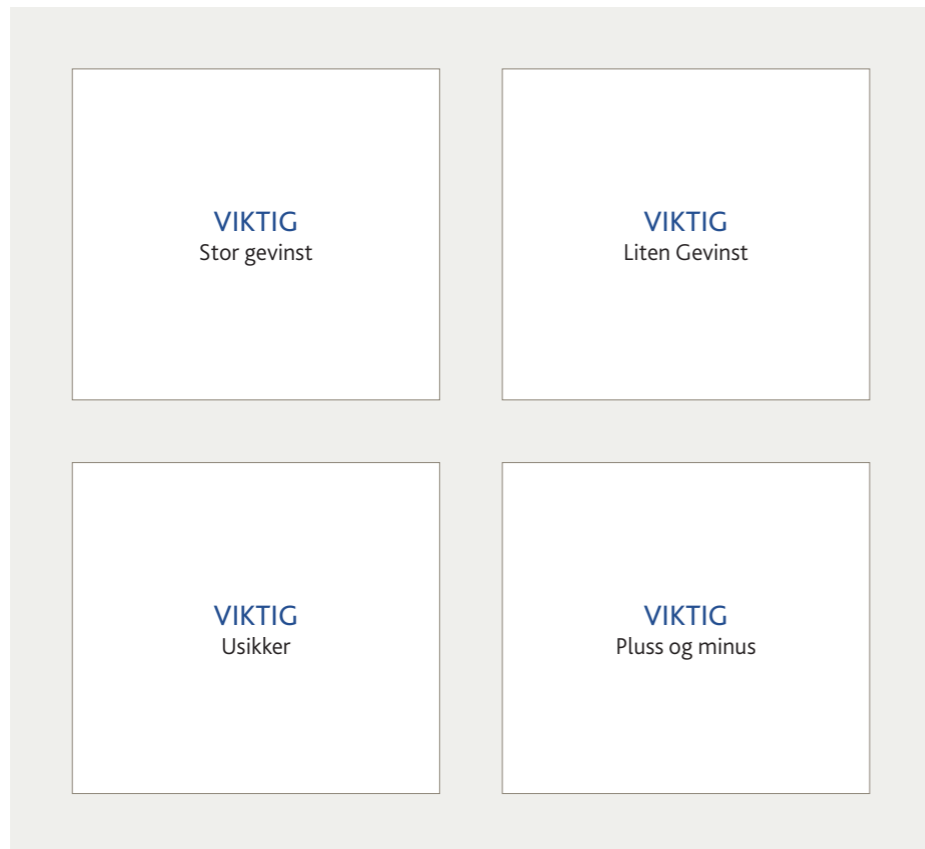 VIKTIG
Stor gevinst
VIKTIG
Liten Gevinst
VIKTIG
Usikker
VIKTIG
Pluss og minus